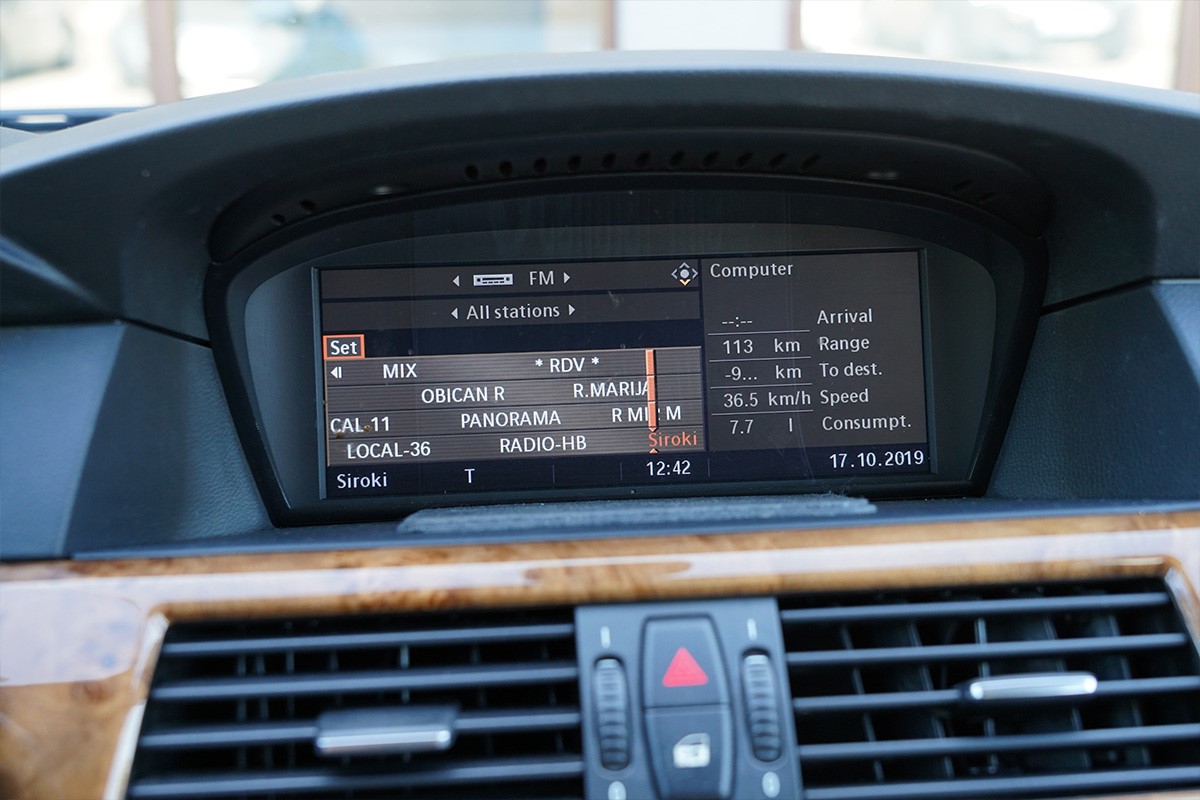 FM
All stations
Set
MIX * RDV *
OBICAN R R.MARIJA
CAL.11 PANORAMA
LOCAL-36 RADIO-HB Siroki
Siroki T 12:42
Computer
--:-- Arrival
113 km Range
-9... km To dest.
36.5 km/h Speed
7.7 l Consumpt.
17.10.2019